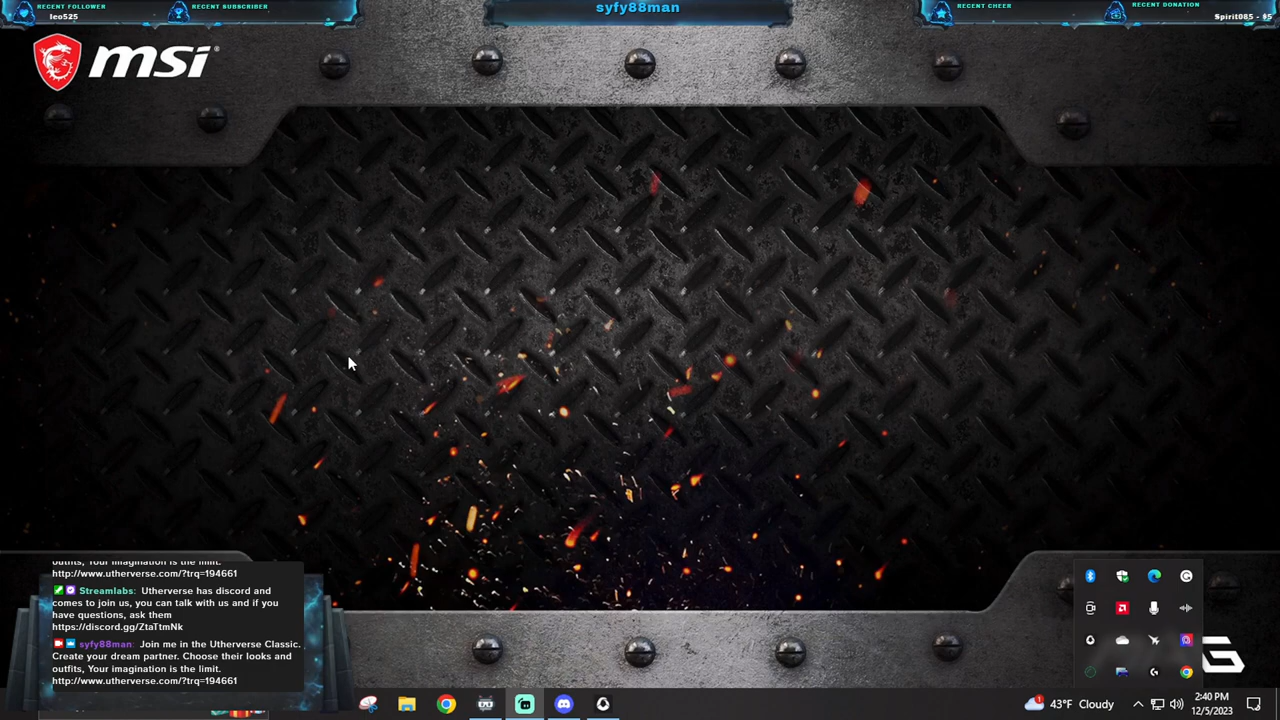 RECENT FOLLOWER
leo525
RECENT SUBSCRIBER
syfy88man
RECENT CHEER
RECENT DONATION
Spirit085 - $5
msi
outfits, Your imagination is the limit.
http://www.utherverse.com/?trq=194661
Streamlabs: Utherverse has discord and
comes to join us, you can talk with us and if you
have questions, ask them
https://discord.gg/ZtaTtmNk
syfy88man: Join me in the Utherverse Classic.
Create your dream partner. Choose their looks and
outfits, Your imagination is the limit.
http://www.utherverse.com/?trq=194661
G
1
43°F Cloudy
2:40 PM
12/5/2023